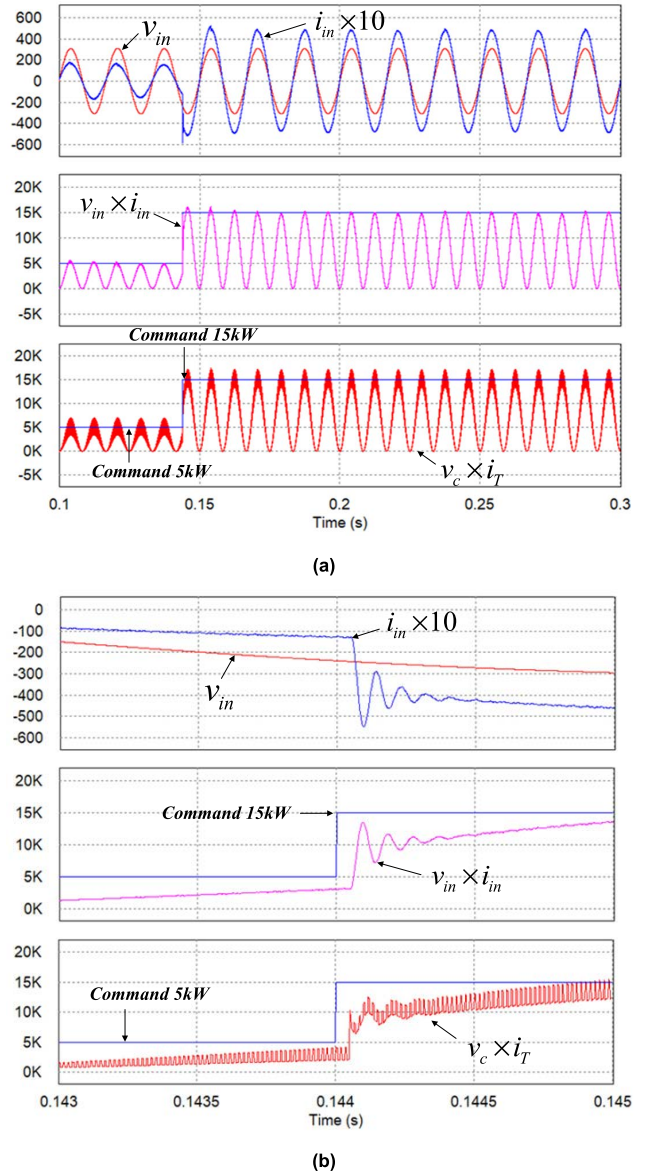 v_in
i_in × 10
600
400
200
0
-200
-400
-600
v_in × i_in
20K
15K
10K
5K
0K
-5K
Command 15kW
20K
15K
10K
5K
0K
-5K
Command 5kW
v_c × i_T
0.1 0.15 0.2 0.25 0.3
Time (s)
(a)
0
-100
-200
-300
-400
-500
-600
i_in × 10
v_in
15K
10K
5K
0K
Command 15kW
v_in × i_in
15K
10K
5K
0K
Command 5kW
v_c × i_T
0.143 0.1435 0.144 0.1445 0.145
Time (s)
(b)